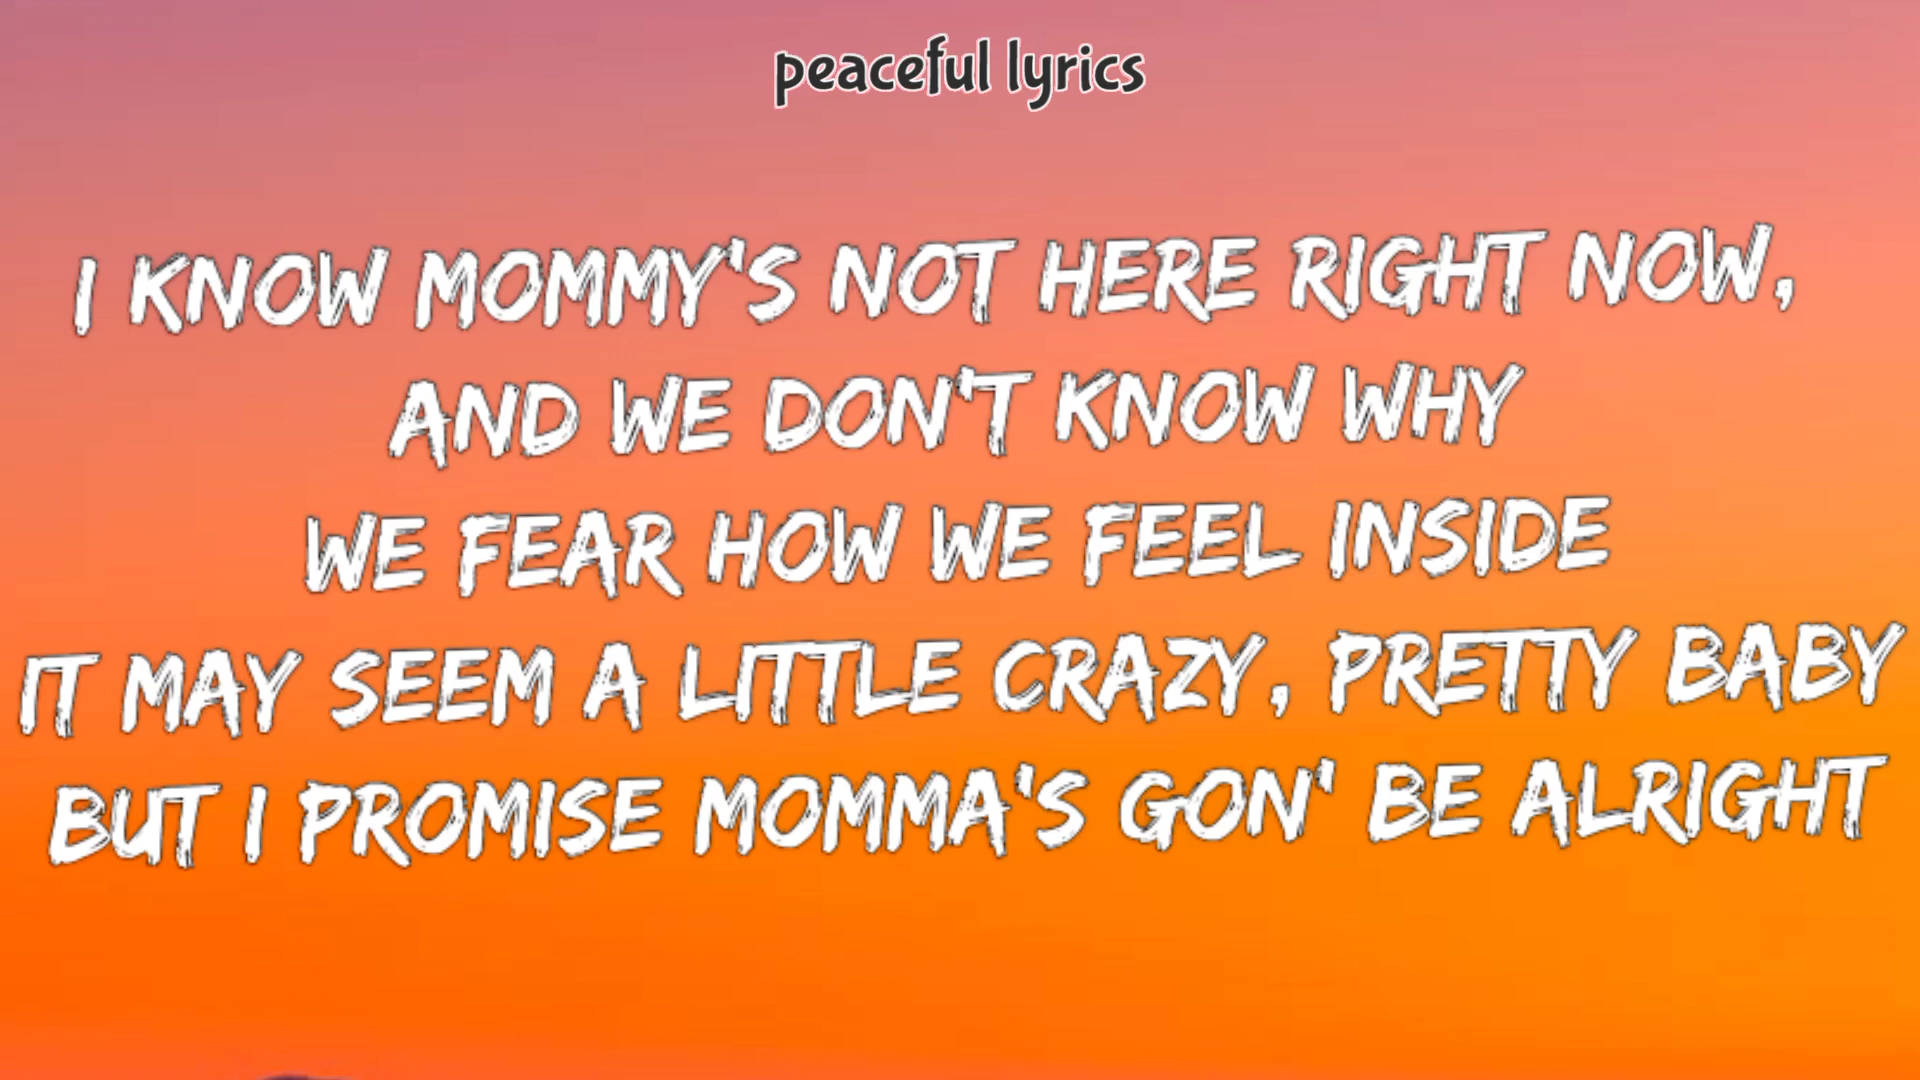 peaceful lyrics
I KNOW MOMMY'S NOT HERE RIGHT NOW,
AND WE DON'T KNOW WHY
WE FEAR HOW WE FEEL INSIDE
IT MAY SEEM A LITTLE CRAZY, PRETTY BABY
BUT I PROMISE MOMMA'S GON' BE ALRIGHT